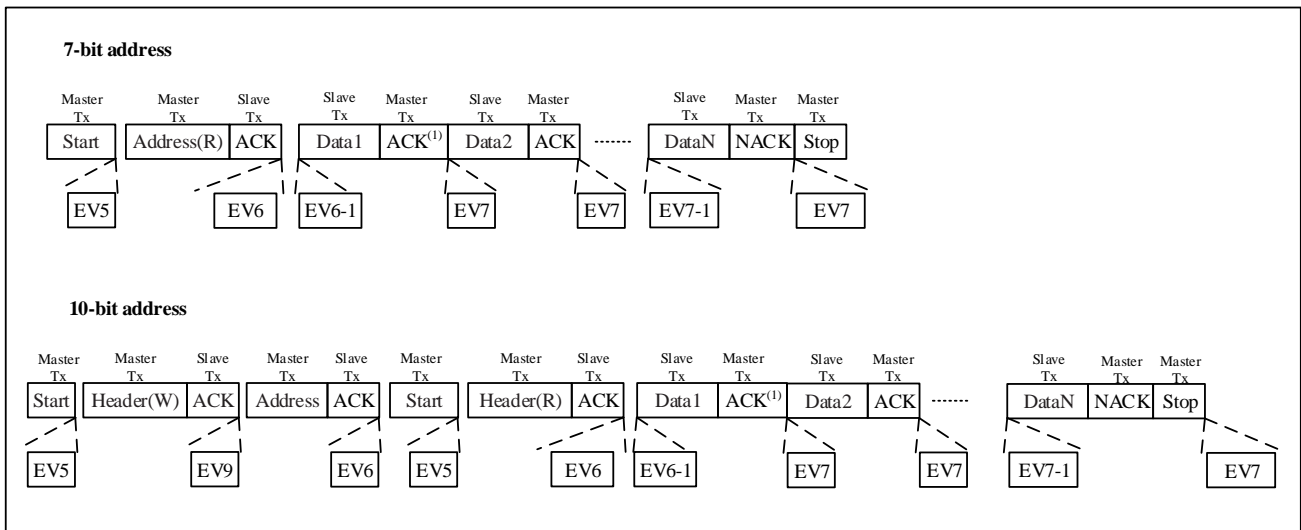 7-bit address
Master Tx Master Tx Slave Tx Slave Tx Master Tx Slave Tx Master Tx Slave Tx Master Tx Master Tx
Start Address(R) ACK Data1 ACK(1) Data2 ACK ........ DataN NACK Stop
EV5 EV6 EV6-1 EV7 EV7 EV7-1 EV7
10-bit address
Master Tx Master Tx Slave Tx Master Tx Slave Tx Master Tx Master Tx Slave Tx Slave Tx Master Tx Slave Tx Master Tx Slave Tx Master Tx Master Tx
Start Header(W) ACK Address ACK Start Header(R) ACK Data1 ACK(1) Data2 ACK ........ DataN NACK Stop
EV5 EV9 EV6 EV5 EV6 EV6-1 EV7 EV7 EV7-1 EV7